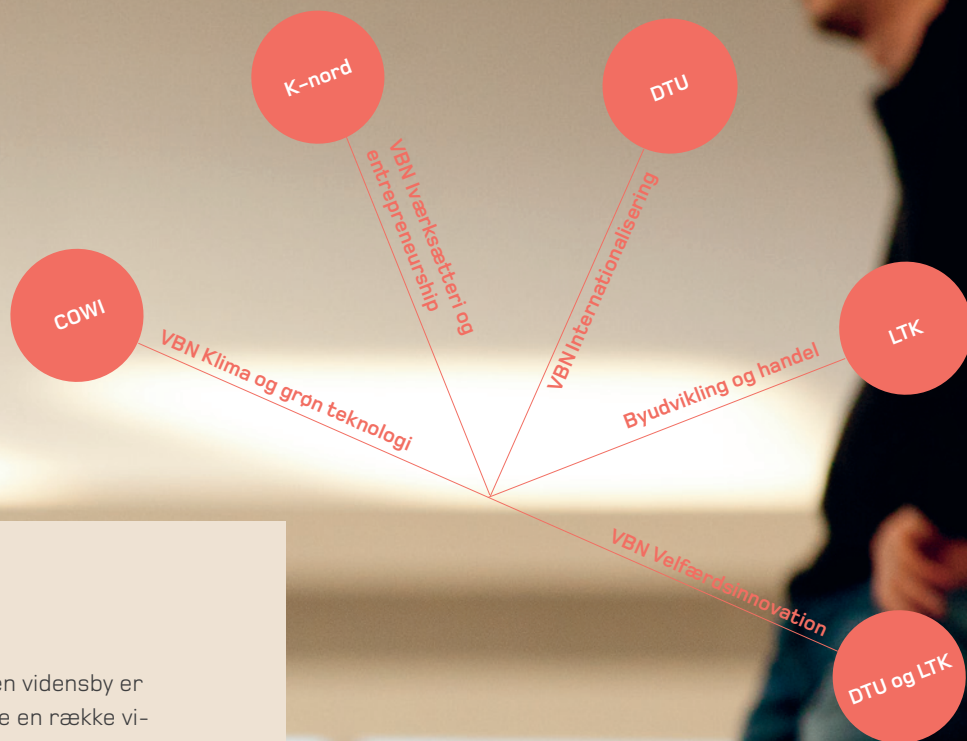 K-nord
DTU
VBN Iværksætteri og
entrepreneurship
VBN Internationalisering
COWI
LTK
VBN Klima og grøn teknologi
Byudvikling og handel
VBN Velfærdsinnovation
DTU og LTK
en vidensby er
e en række vi-